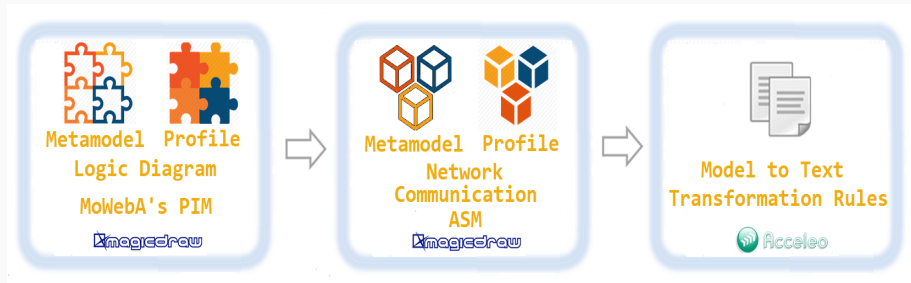 Metamodel Profile
Logic Diagram
MoWebA's PIM
magicdraw
Metamodel Profile
Network
Communication
ASM
magicdraw
Model to Text
Transformation Rules
Acceleo